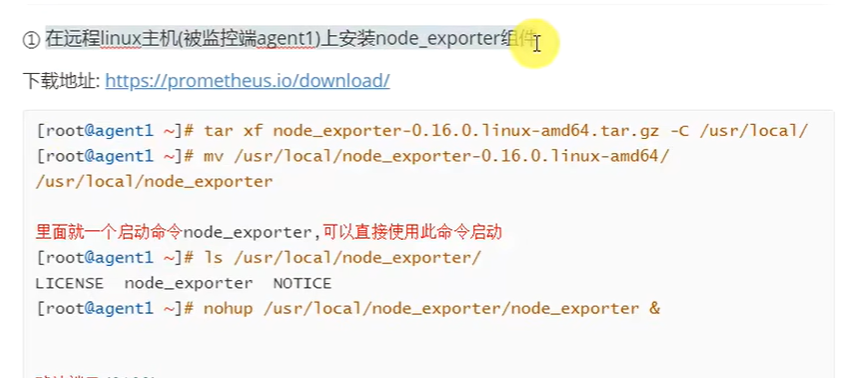 ① 在远程linux主机(被监控端agent1)上安装node_exporter组件
下载地址: https://prometheus.io/download/
[root@agent1 ~]# tar xf node_exporter-0.16.0.linux-amd64.tar.gz -C /usr/local/
[root@agent1 ~]# mv /usr/local/node_exporter-0.16.0.linux-amd64/
/usr/local/node_exporter
里面就一个启动命令node_exporter,可以直接使用此命令启动
[root@agent1 ~]# ls /usr/local/node_exporter/
LICENSE  node_exporter  NOTICE
[root@agent1 ~]# nohup /usr/local/node_exporter/node_exporter &